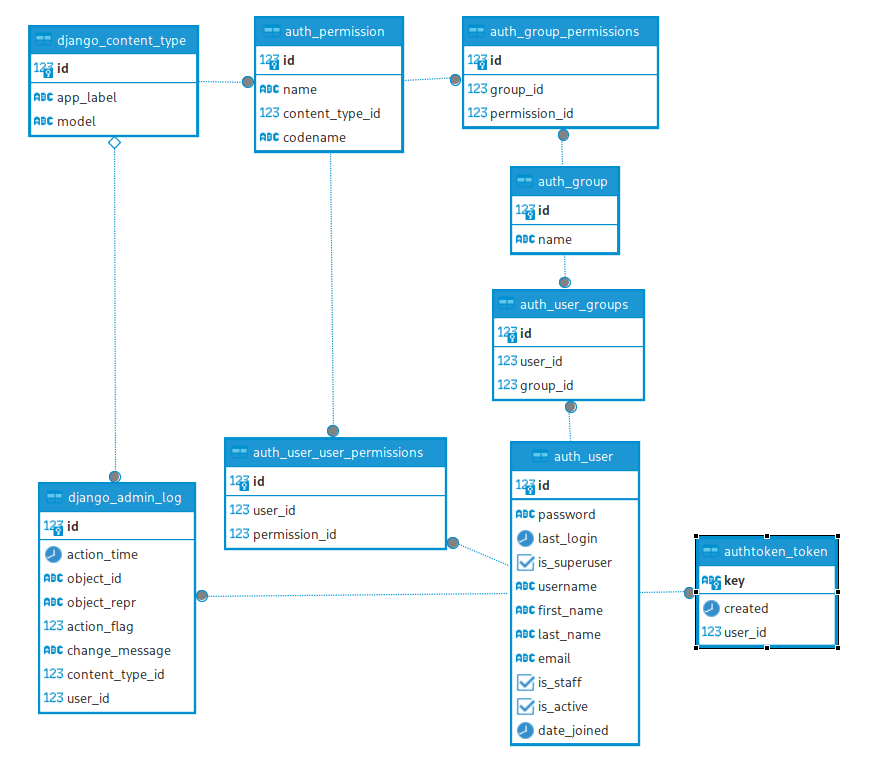 django_content_type
123 id
ABC app_label
ABC model
auth_permission
123 id
ABC name
123 content_type_id
ABC codename
auth_group_permissions
123 id
123 group_id
123 permission_id
auth_group
123 id
ABC name
auth_user_groups
123 id
123 user_id
123 group_id
auth_user_user_permissions
123 id
123 user_id
123 permission_id
auth_user
123 id
ABC password
last_login
is_superuser
ABC username
ABC first_name
ABC last_name
ABC email
is_staff
is_active
date_joined
django_admin_log
123 id
action_time
ABC object_id
ABC object_repr
123 action_flag
ABC change_message
123 content_type_id
123 user_id
authtoken_token
ABC key
created
123 user_id